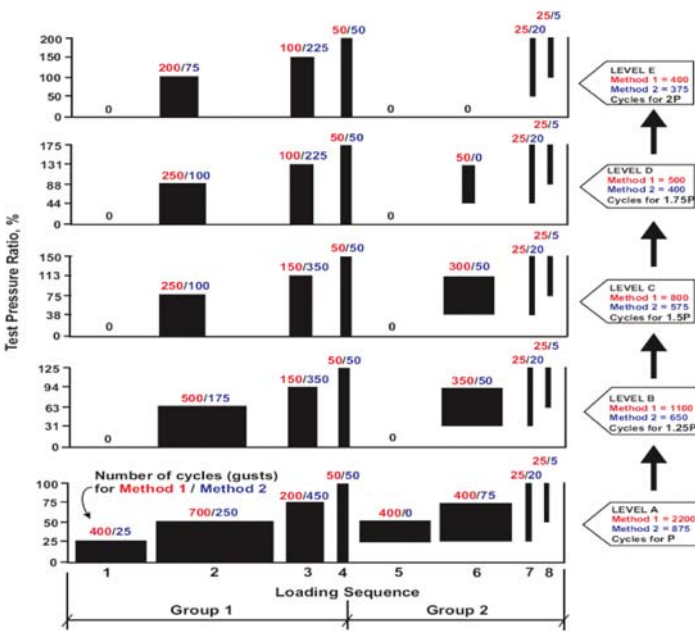 Test Pressure Ratio, %
200
150
100
50
0
0
200/75
100/225
50/50
0
0
25/20
25/5
LEVEL E
Method 1 = 400
Method 2 = 375
Cycles for 2P
175
131
88
44
0
0
250/100
100/225
50/50
0
50/0
25/20
25/5
LEVEL D
Method 1 = 500
Method 2 = 400
Cycles for 1.75P
150
113
75
38
0
0
250/100
150/350
50/50
0
300/50
25/20
25/5
LEVEL C
Method 1 = 800
Method 2 = 575
Cycles for 1.5P
125
94
63
31
0
0
500/175
150/350
50/50
0
350/50
25/20
25/5
LEVEL B
Method 1 = 1100
Method 2 = 650
Cycles for 1.25P
100
75
50
25
0
Number of cycles (gusts)
for Method 1 / Method 2
400/25
700/250
200/450
50/50
400/0
400/75
25/20
25/5
LEVEL A
Method 1 = 2200
Method 2 = 875
Cycles for P
1 2 3 4 5 6 7 8
Loading Sequence
Group 1 Group 2